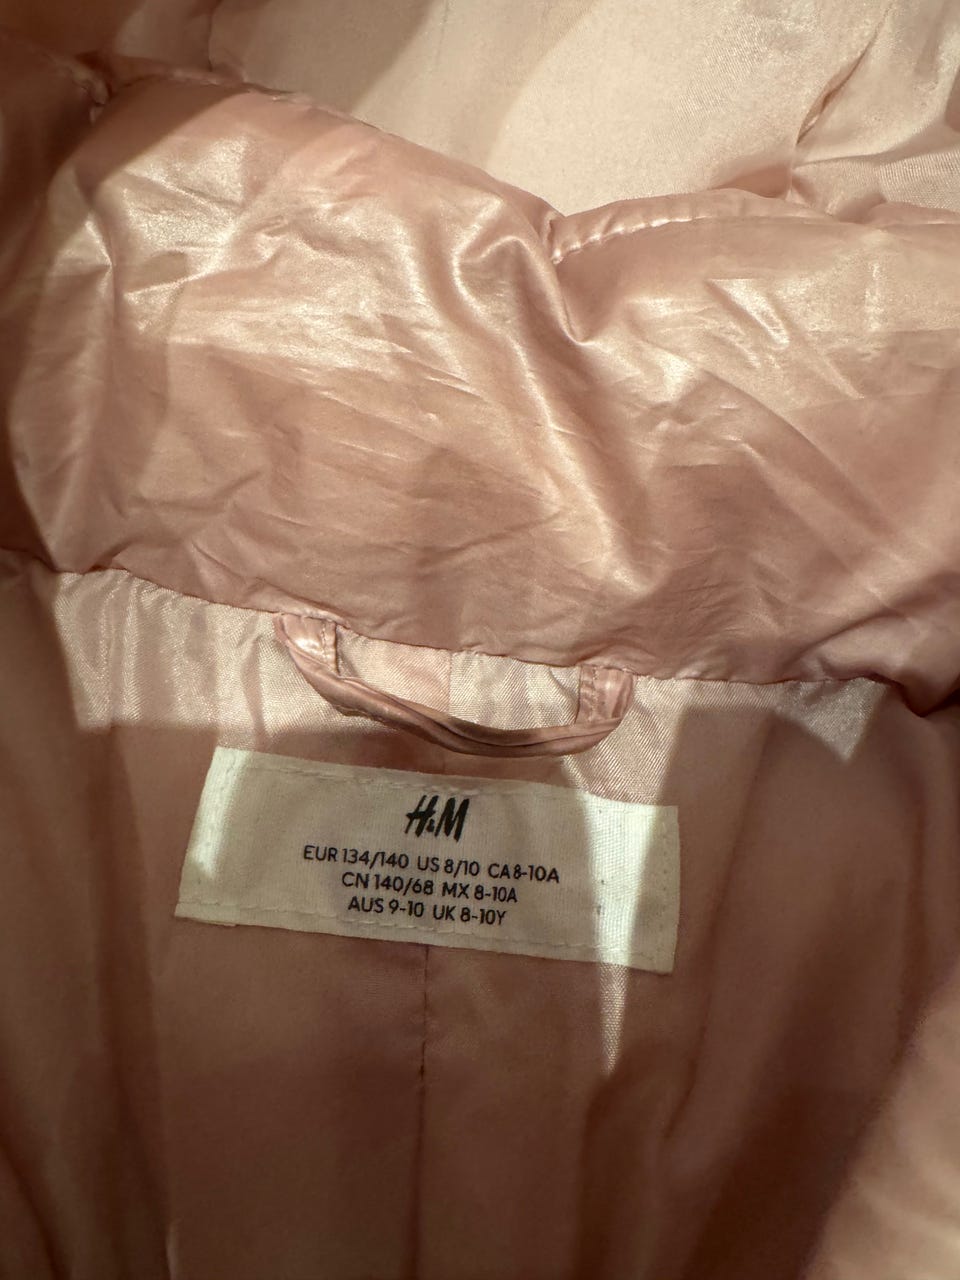 H&M
EUR 134/140 US 8/10 CA 8-10A
CN 140/68 MX 8-10A
AUS 9-10 UK 8-10Y